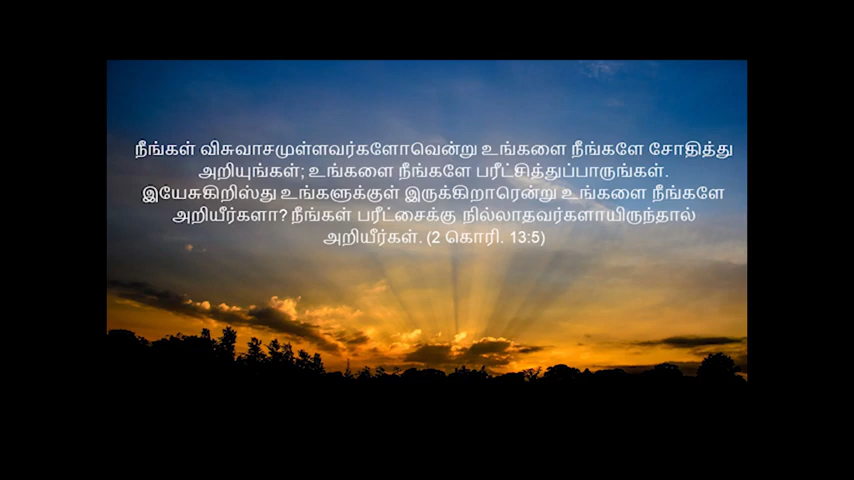 நீங்கள் விசுவாசமுள்ளவர்களோவென்று உங்களை நீங்களே சோதித்து
அறியுங்கள்; உங்களை நீங்களே பரீட்சித்துப்பாருங்கள்.
இயேசுகிறிஸ்து உங்களுக்குள் இருக்கிறாரென்று உங்களை நீங்களே
அறியீர்களா? நீங்கள் பரீட்சைக்கு நில்லாதவர்களாயிருந்தால்
அறியீர்கள். (2 கொரி. 13:5)